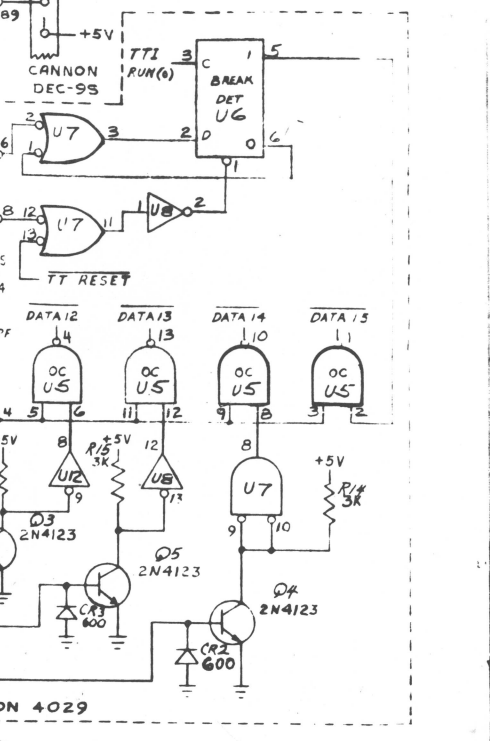 89
+5V
CANNON
DEC-9S
TTI
RUN(0)
3 C 1 5
BREAK
DET
U6
2 D 0 6
1
2
U7 3
6 1
8 12
U7 11
13
1 U8 2
TT RESET
DATA 12 DATA 13 DATA 14 DATA 15
4 13 10 1
OC OC OC OC
U5 U5 U5 U5
4 5 6 11 12 9 8 3 2
5V 8 R15 +5V 12 8
3K
U12 U8 U7
+5V
R14
3K
9 13 9 10
Q3
2N4123
Q5
2N4123
Q4
2N4123
CR3
600
CR2
600
ON 4029